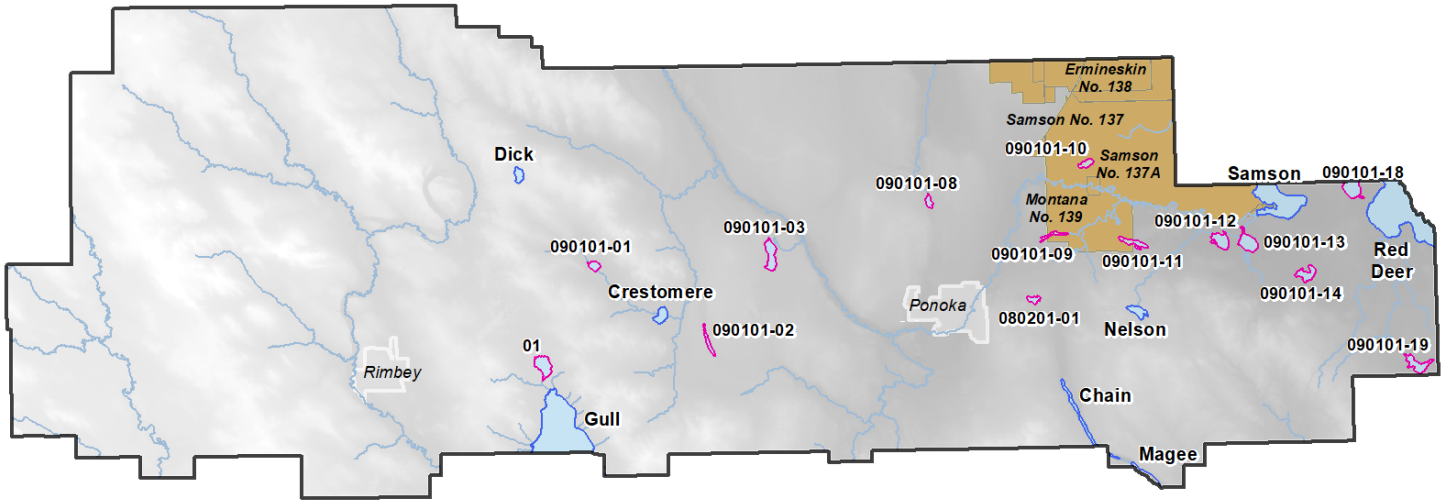 Ermineskin
No. 138
Samson No. 137
090101-10
Samson
No. 137A
Dick
Samson
090101-18
090101-08
Montana
No. 139
090101-03
090101-12
090101-01
090101-09
090101-11
090101-13
Red
Deer
Crestomere
090101-14
Ponoka
080201-01
090101-02
Nelson
01
090101-19
Rimbey
Chain
Gull
Magee